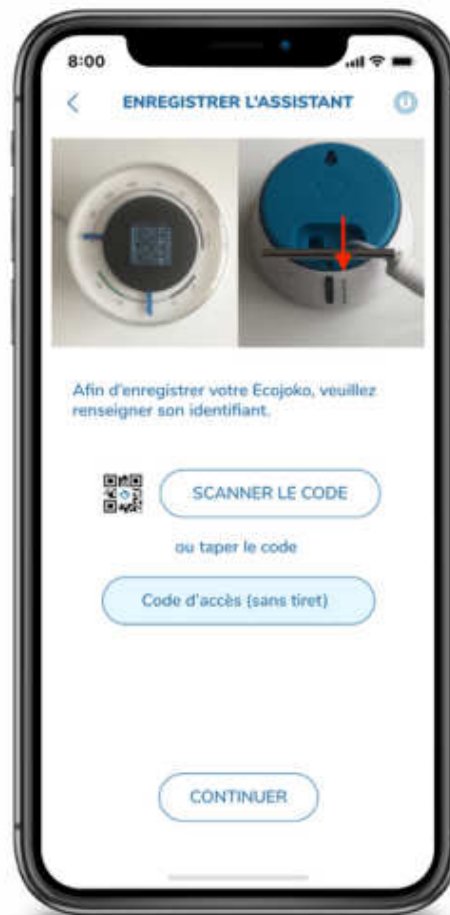 8:00
ENREGISTRER L'ASSISTANT
Afin d'enregistrer votre Ecojoko, veuillez
renseigner son identifiant.
SCANNER LE CODE
ou taper le code
Code d'accès (sans tiret)
CONTINUER